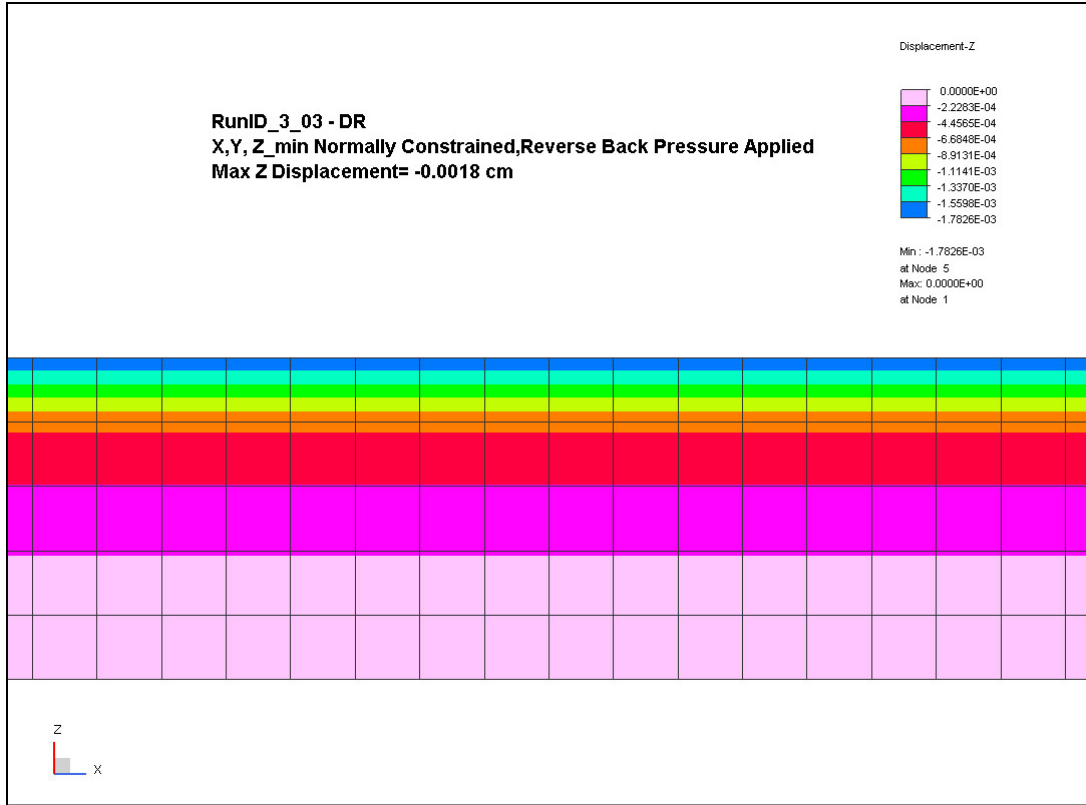 Displacement-Z
RunID_3_03 - DR
X,Y, Z_min Normally Constrained,Reverse Back Pressure Applied
Max Z Displacement= -0.0018 cm
0.0000E+00
-2.2283E-04
-4.4565E-04
-6.6848E-04
-8.9131E-04
-1.1141E-03
-1.3370E-03
-1.5598E-03
-1.7826E-03
Min : -1.7826E-03
at Node 5
Max: 0.0000E+00
at Node 1
Z
X